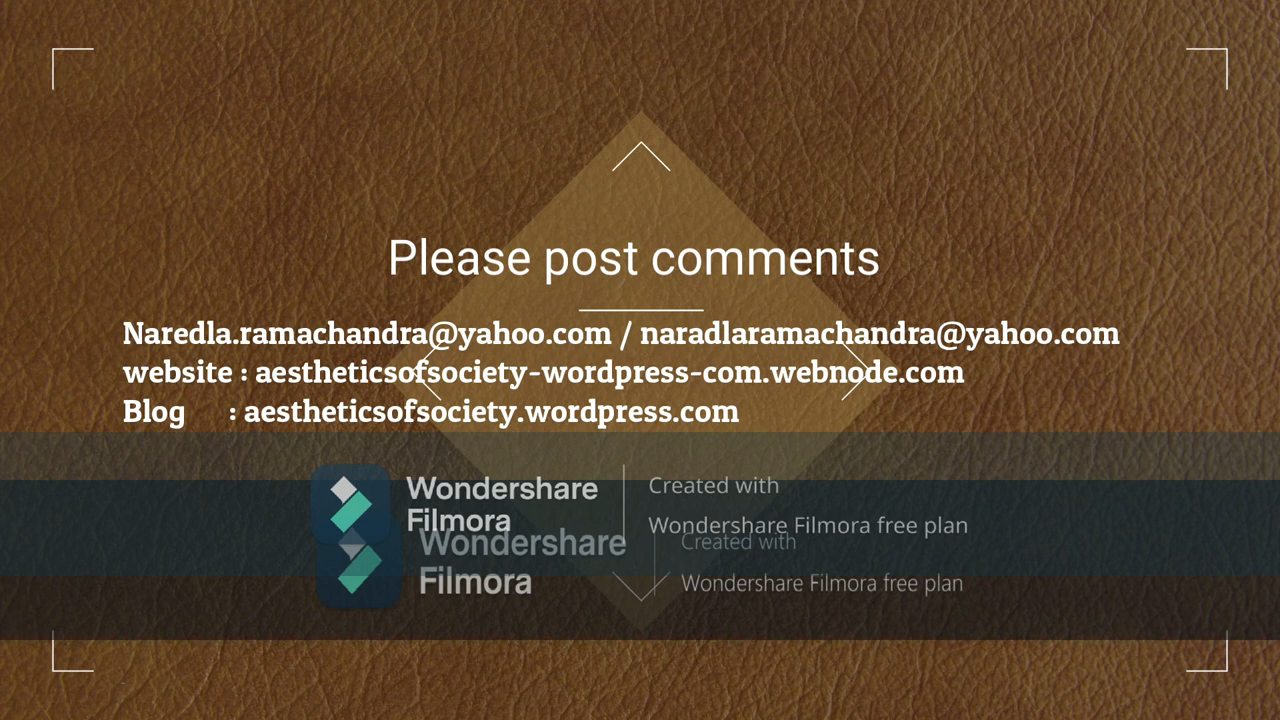 Please post comments
Naredla.ramachandra@yahoo.com / naradlaramachandra@yahoo.com
website : aestheticsofsociety-wordpress-com.webnode.com
Blog : aestheticsofsociety.wordpress.com
Wondershare
Filmora
Created with
Wondershare Filmora free plan
Wondershare
Filmora
Created with
Wondershare Filmora free plan